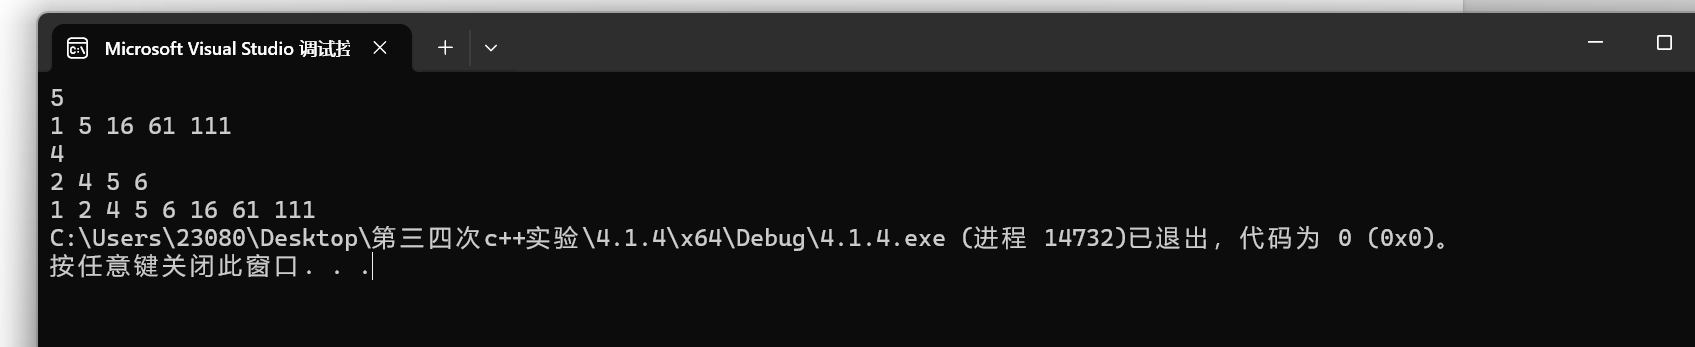 Microsoft Visual Studio 调试控
5
1 5 16 61 111
4
2 4 5 6
1 2 4 5 6 16 61 111
C:\Users\23080\Desktop\第三四次c++实验\4.1.4\x64\Debug\4.1.4.exe (进程 14732)已退出，代码为 0 (0x0)。
按任意键关闭此窗口. . .